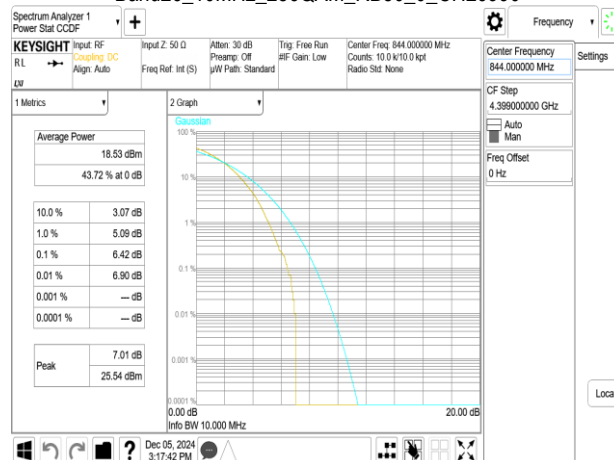 Spectrum Analyzer 1
Power Stat CCDF
Frequency
Settings
KEYSIGHT
RL
Input: RF
Coupling: DC
Align: Auto
Input Z: 50 Ω
Freq Ref: Int (S)
Atten: 30 dB
Preamp: Off
µW Path: Standard
Trig: Free Run
#IF Gain: Low
Center Freq: 844.000000 MHz
Counts: 10.0 k/10.0 kpt
Radio Std: None
Center Frequency
844.000000 MHz
CF Step
4.399000000 GHz
Auto
Man
Freq Offset
0 Hz
1 Metrics
Average Power
18.53 dBm
43.72 % at 0 dB
10.0 % 3.07 dB
1.0 % 5.09 dB
0.1 % 6.42 dB
0.01 % 6.90 dB
0.001 % --- dB
0.0001 % --- dB
Peak
7.01 dB
25.54 dBm
2 Graph
Gaussian
100 %
10 %
1 %
0.1 %
0.01 %
0.001 %
0.0001 %
0.00 dB 20.00 dB
Info BW 10.000 MHz
Loca
Dec 05, 2024
3:17:42 PM